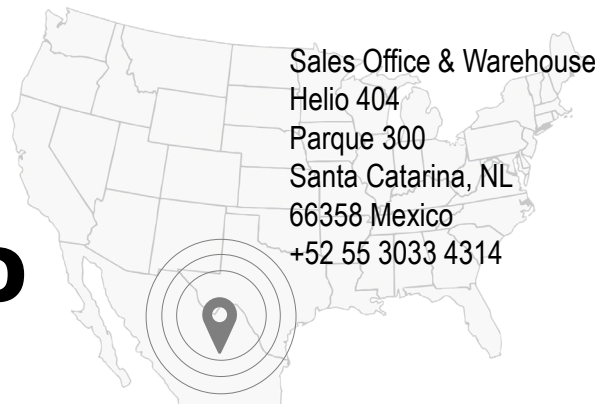 Sales Office & Warehouse
Helio 404
Parque 300
Santa Catarina, NL
66358 Mexico
+52 55 3033 4314
o